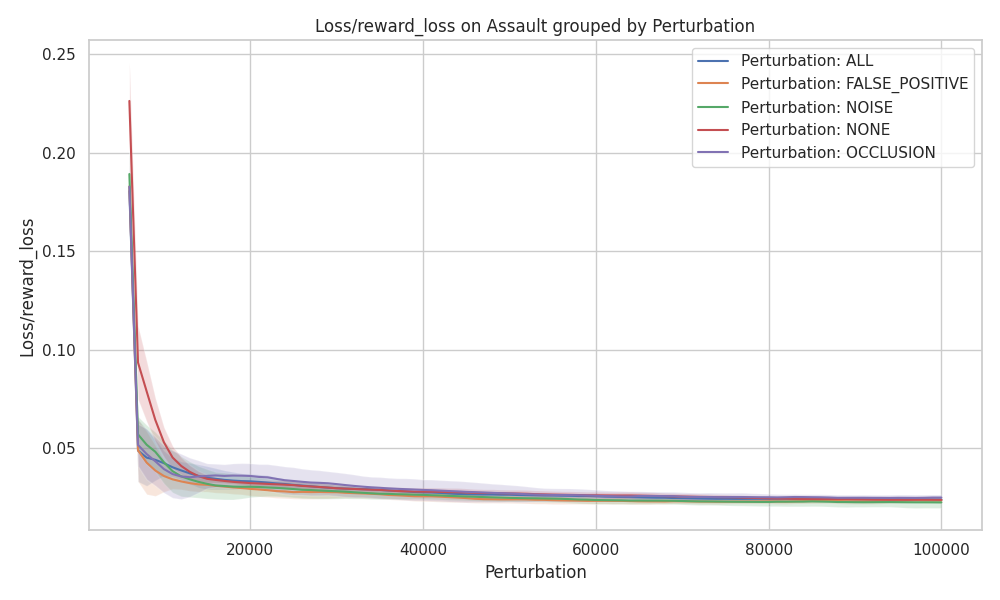 Loss/reward_loss on Assault grouped by Perturbation
0.25
0.20
0.15
0.10
0.05
Loss/reward_loss
Perturbation: ALL
Perturbation: FALSE_POSITIVE
Perturbation: NOISE
Perturbation: NONE
Perturbation: OCCLUSION
20000
40000
60000
80000
100000
Perturbation